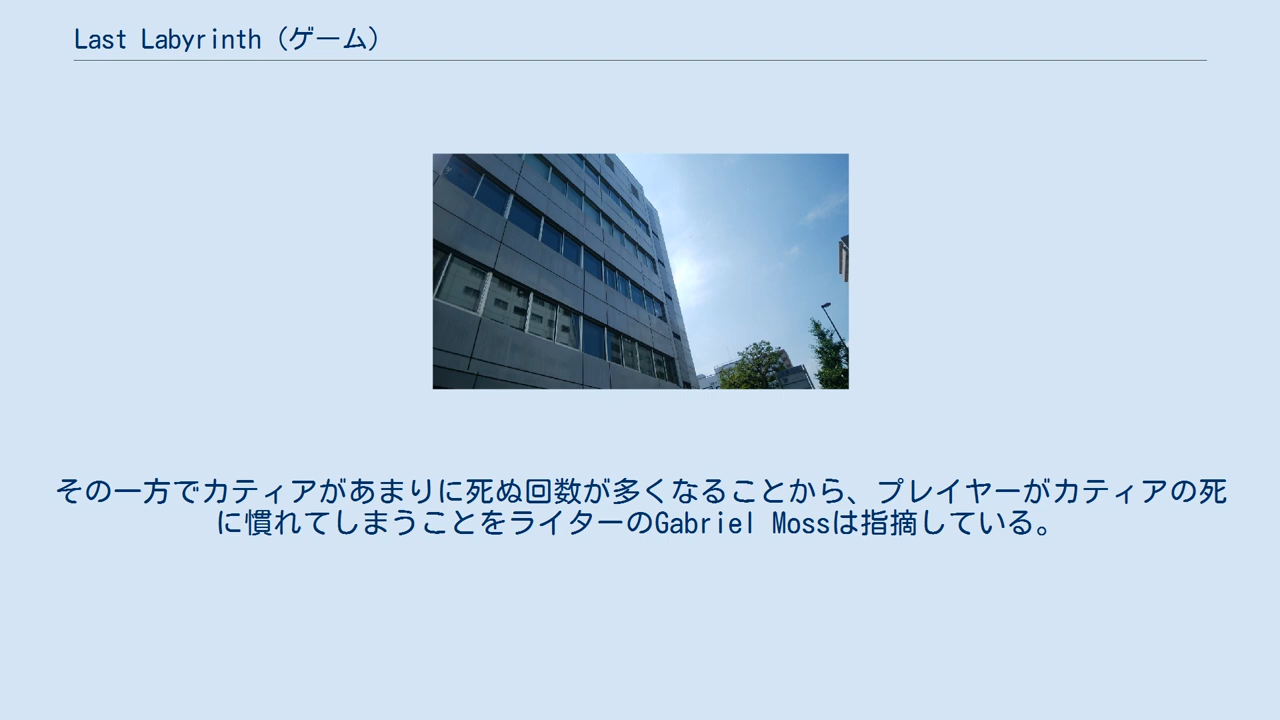 Last Labyrinth（ゲーム）
その一方でカティアがあまりに死ぬ回数が多くなることから、プレイヤーがカティアの死
に慣れてしまうことをライターのGabriel Mossは指摘している。